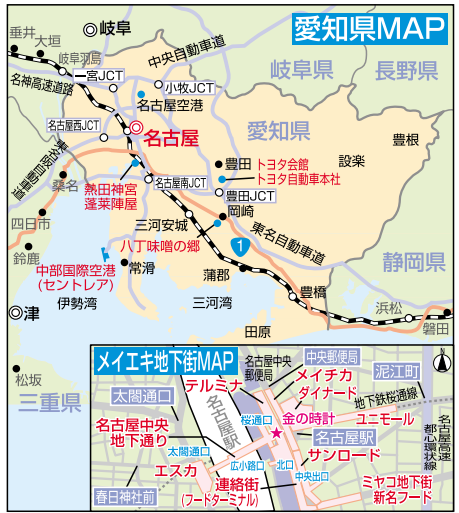 愛知県MAP
垂井
大垣
岐阜
岐阜羽島
中央自動車道
岐阜県
長野県
名神高速道路
一宮JCT
小牧JCT
名古屋空港
名古屋西JCT
名古屋
愛知県
豊根
設楽
東名阪自動車道
桑名
熱田神宮
蓬莱陣屋
名古屋南JCT
豊田
トヨタ会館
トヨタ自動車本社
豊田JCT
岡崎
四日市
三河安城
八丁味噌の郷
1
東名自動車道
静岡県
鈴鹿
中部国際空港
(セントレア)
常滑
蒲郡
伊勢湾
三河湾
豊橋
浜松
津
田原
磐田
松坂
三重県
メイエキ地下街MAP
名古屋中央
郵便局
中央郵便局
泥江町
N
テルミナ
メイチカ
ダイナード
太閤通口
名古屋駅
桜通口
地下鉄桜通線
金の時計
ユニモール
名古屋中央
地下通り
太閤通口
名古屋駅
サンロード
名古屋高速
都心環状線
エスカ
広小路口
北口
中央出口
連絡街
(フードターミナル)
ミヤコ地下街
新名フード
春日神社前